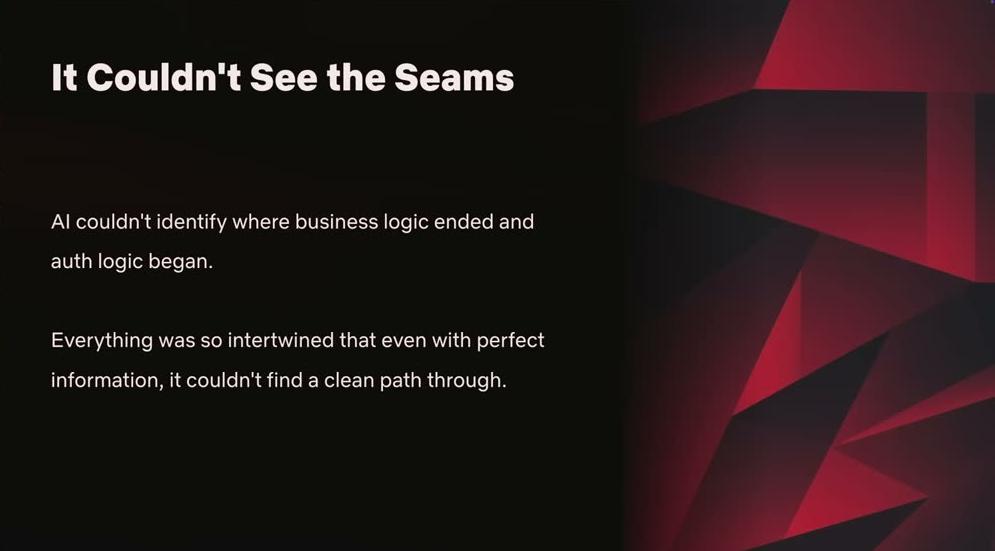 It Couldn't See the Seams
AI couldn't identify where business logic ended and
auth logic began.
Everything was so intertwined that even with perfect
information, it couldn't find a clean path through.